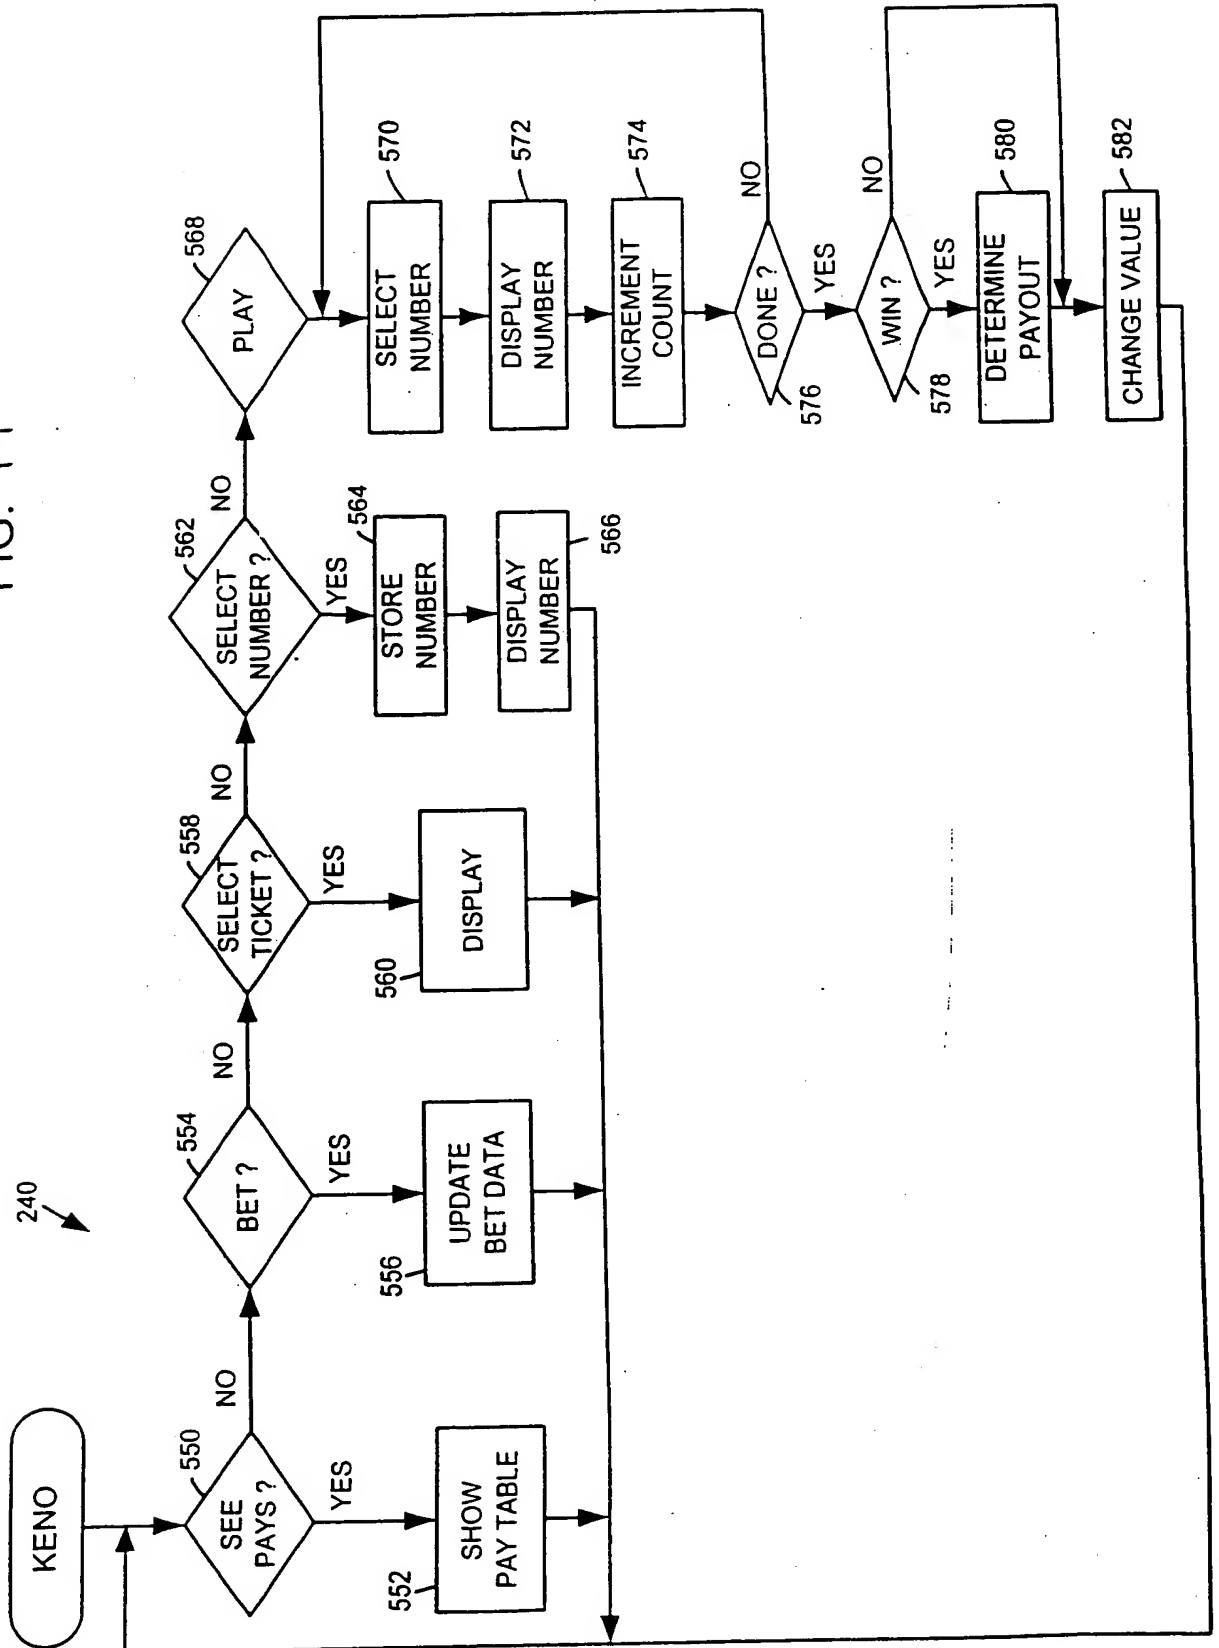 FIG.
240
KENO
550
SEE
PAYS ?
NO
YES
552
SHOW
PAY TABLE
554
BET ?
NO
YES
556
UPDATE
BET DATA
558
SELECT
TICKET ?
NO
YES
560
DISPLAY
562
SELECT
NUMBER ?
NO
YES
564
STORE
NUMBER
566
DISPLAY
NUMBER
568
PLAY
570
SELECT
NUMBER
572
DISPLAY
NUMBER
574
INCREMENT
COUNT
576
DONE ?
NO
YES
578
WIN ?
NO
YES
580
DETERMINE
PAYOUT
582
CHANGE VALUE